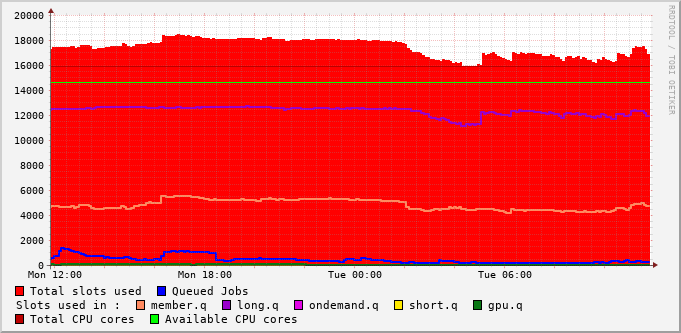 20000
18000
16000
14000
12000
10000
8000
6000
4000
2000
0
Mon 12:00 Mon 18:00 Tue 00:00 Tue 06:00
Total slots used Queued Jobs
Slots used in : member.q long.q ondemand.q short.q gpu.q
Total CPU cores Available CPU cores
RRDTOOL / TOBI OETIKER